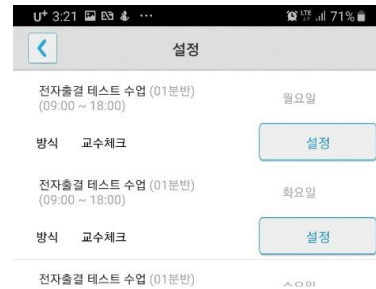 U+ 3:21 LTE 71%
설정
전자출결 테스트 수업 (01분반)
(09:00 ~ 18:00)
월요일
방식 교수체크
설정
전자출결 테스트 수업 (01분반)
(09:00 ~ 18:00)
화요일
방식 교수체크
설정
전자출결 테스트 수업 (01분반)
수요일